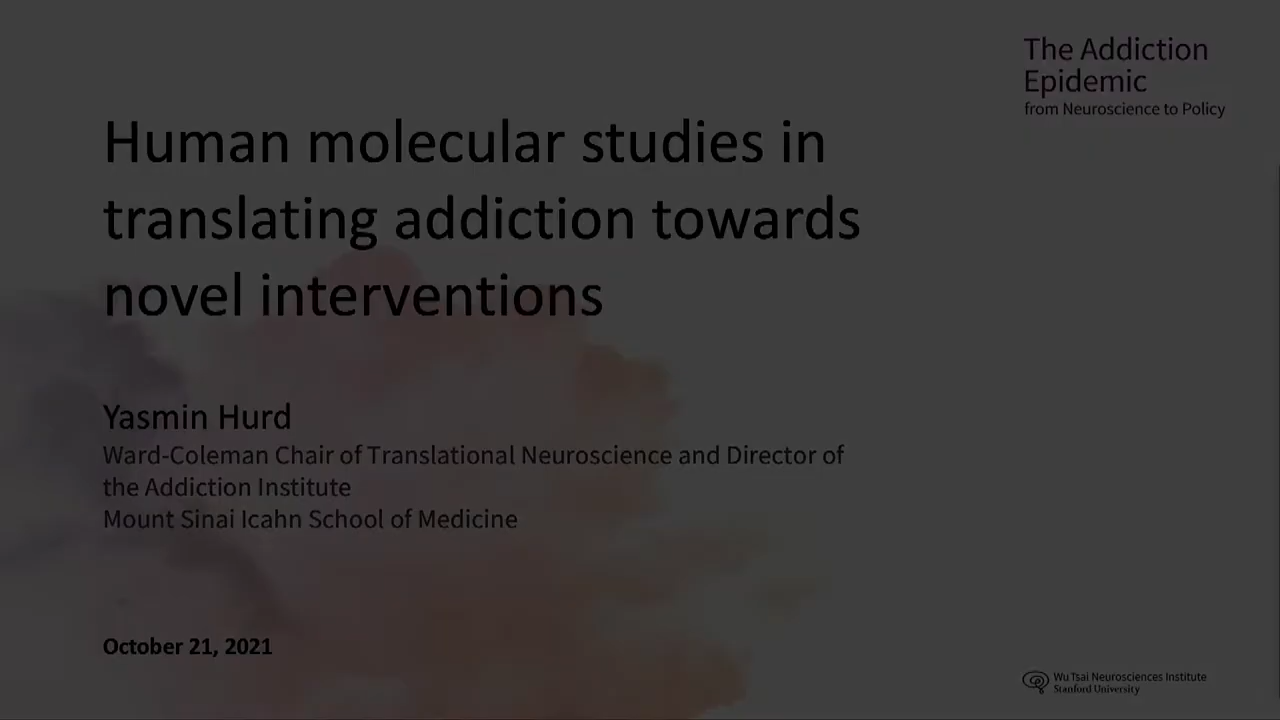 The Addiction
Epidemic
from Neuroscience to Policy
Human molecular studies in
translating addiction towards
novel interventions
Yasmin Hurd
Ward-Coleman Chair of Translational Neuroscience and Director of
the Addiction Institute
Mount Sinai Icahn School of Medicine
October 21, 2021
Wu Tsai Neurosciences Institute
Stanford University